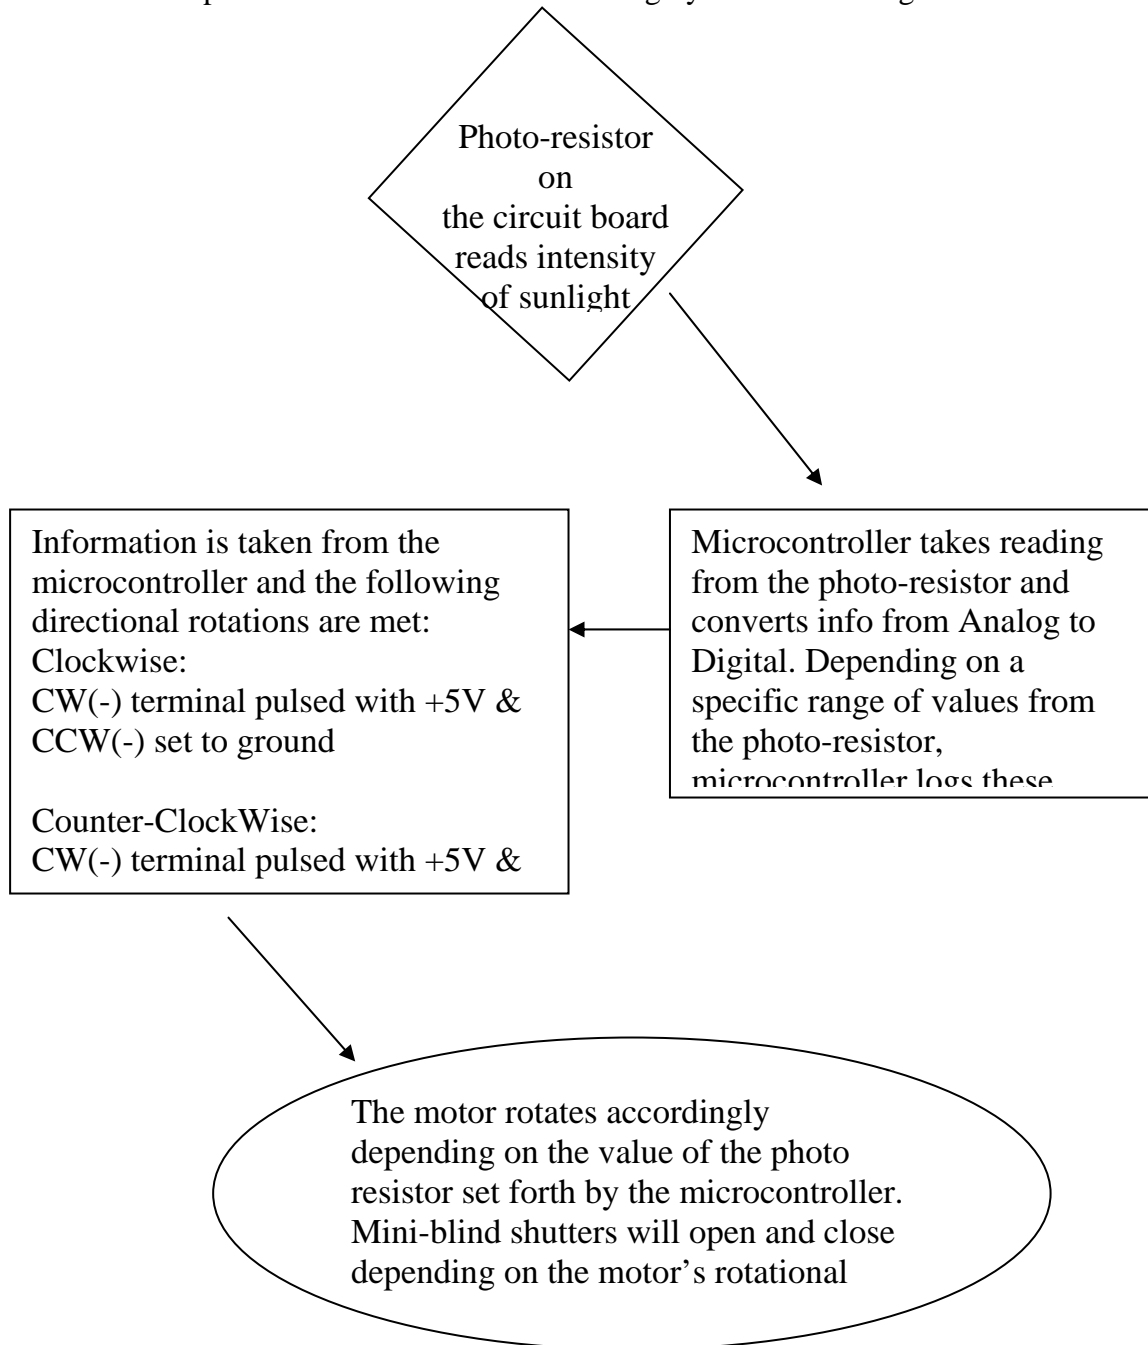 Photo-resistor
on
the circuit board
reads intensity
of sunlight
Microcontroller takes reading
from the photo-resistor and
converts info from Analog to
Digital. Depending on a
specific range of values from
the photo-resistor,
microcontroller logs these
Information is taken from the
microcontroller and the following
directional rotations are met:
Clockwise:
CW(-) terminal pulsed with +5V &
CCW(-) set to ground
Counter-ClockWise:
CW(-) terminal pulsed with +5V &
The motor rotates accordingly
depending on the value of the photo
resistor set forth by the microcontroller.
Mini-blind shutters will open and close
depending on the motor’s rotational